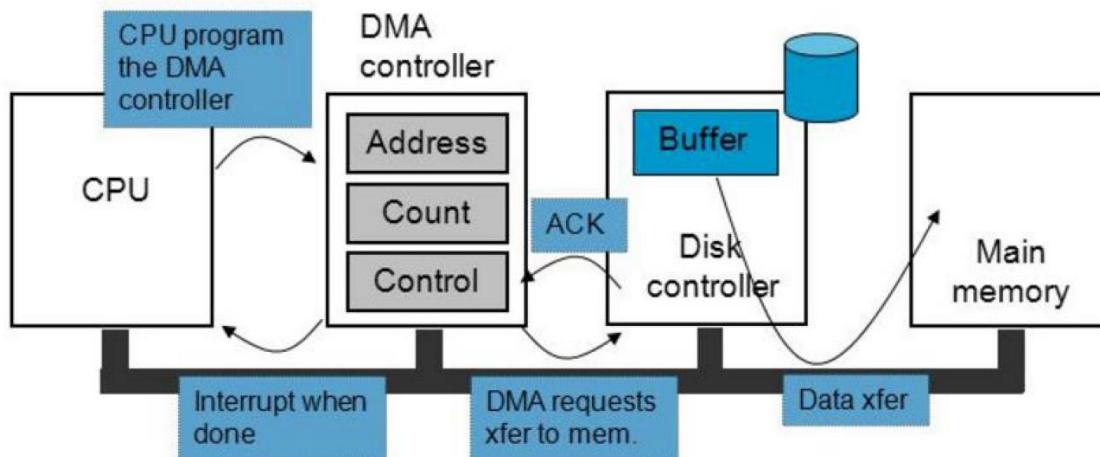 CPU program
the DMA
controller
DMA
controller
CPU
Address
Count
Control
ACK
Buffer
Disk
controller
Main
memory
Interrupt when
done
DMA requests
xfer to mem.
Data xfer